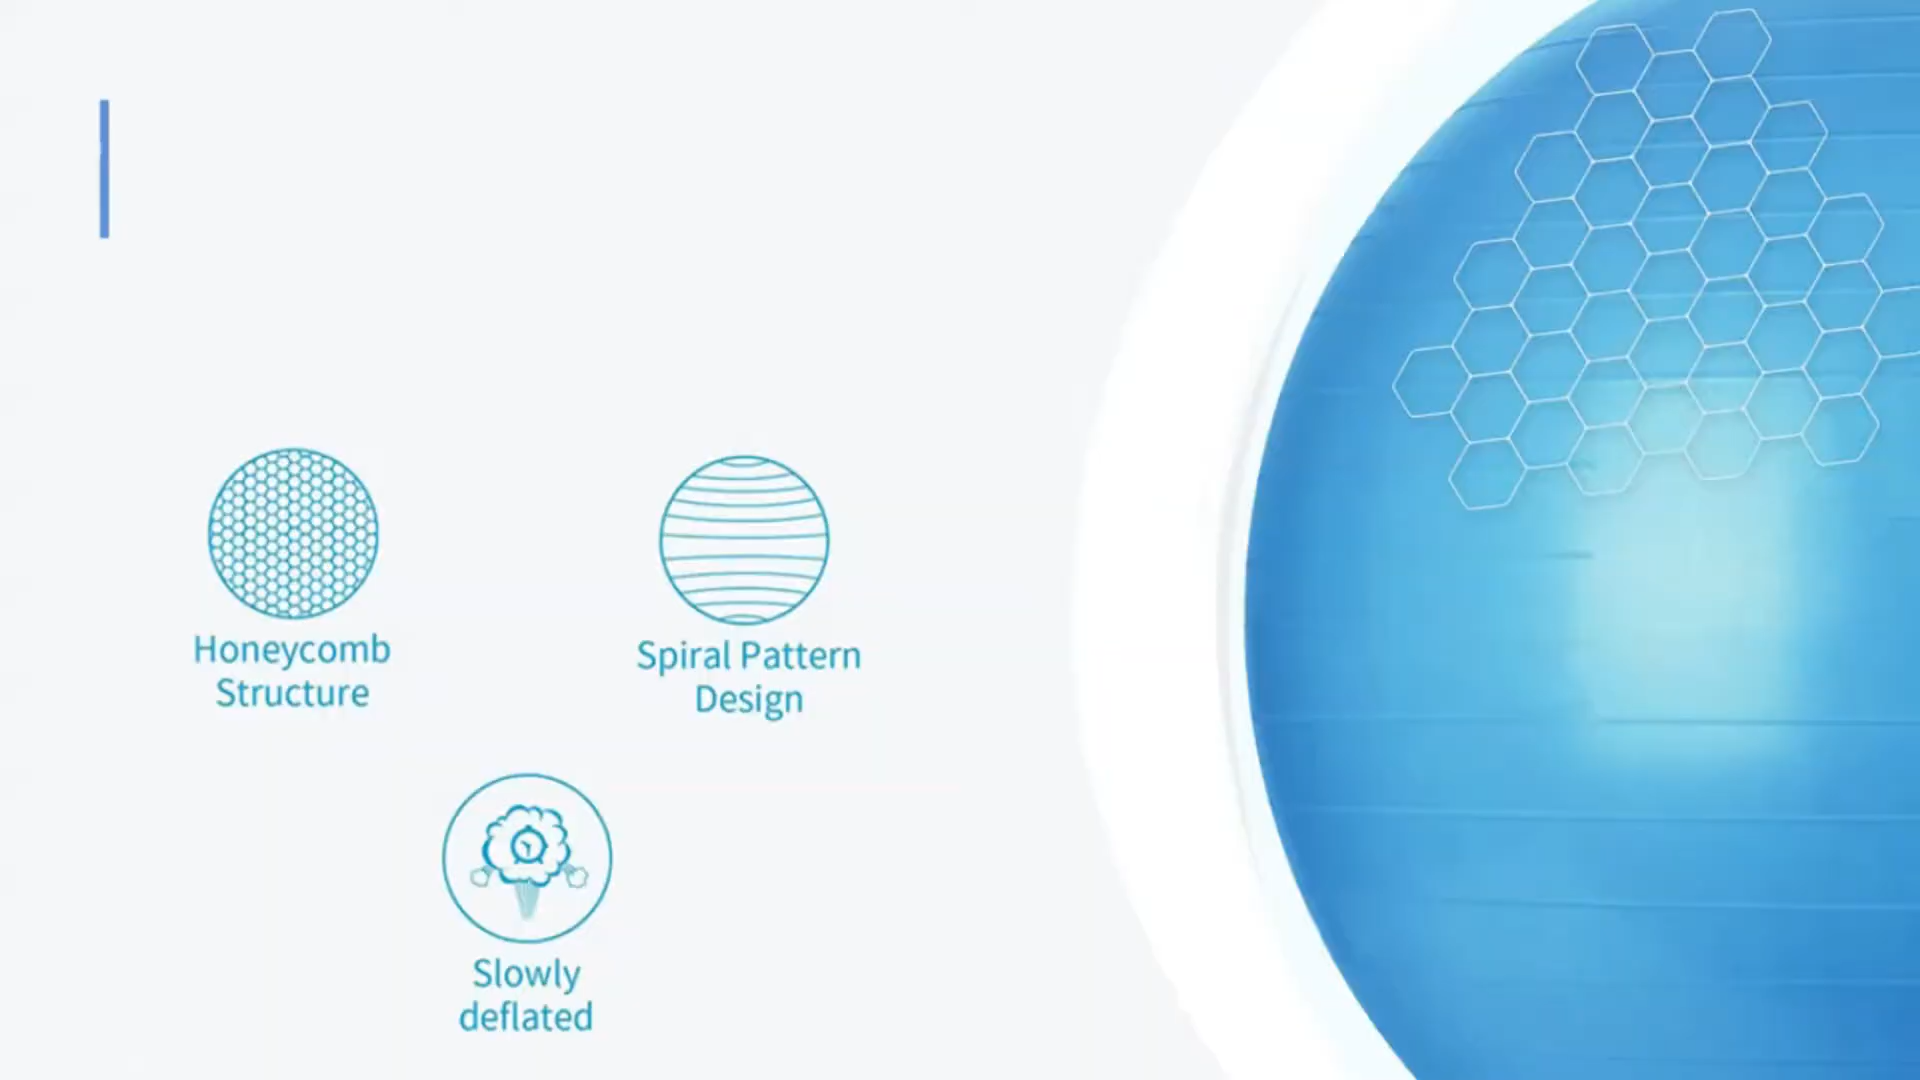 Honeycomb
Structure
Spiral Pattern
Design
Slowly
deflated